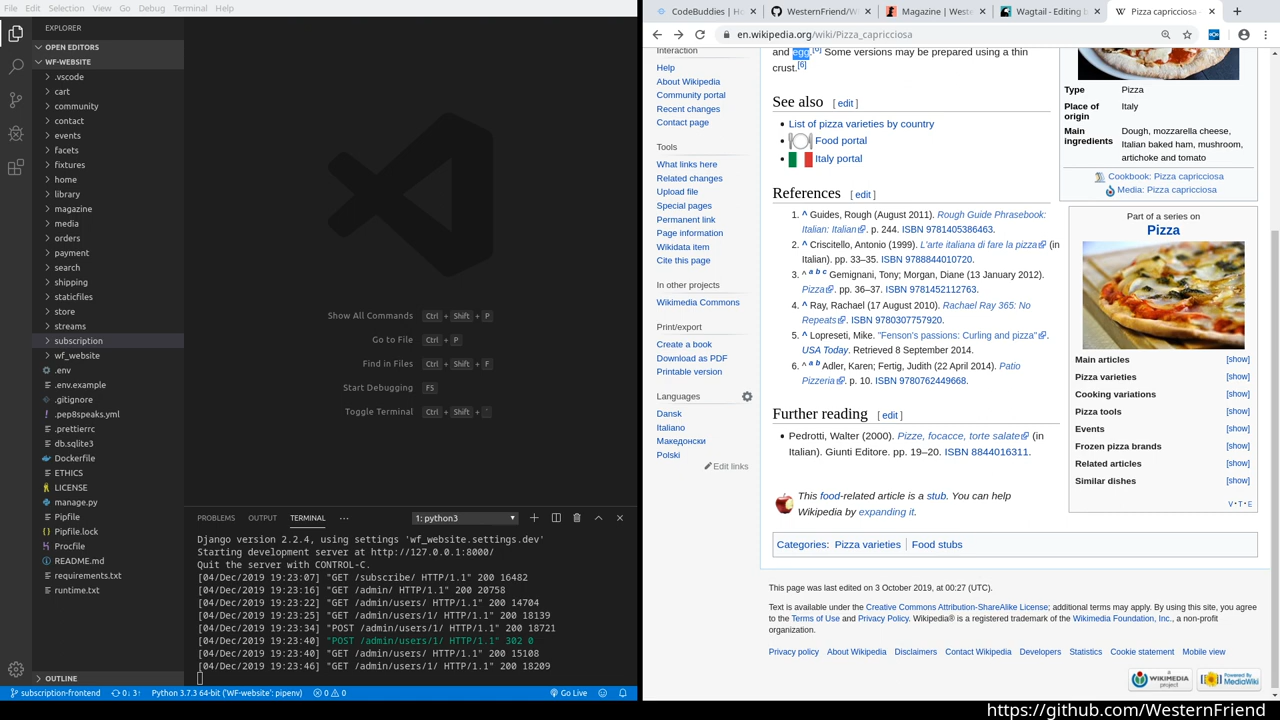 File Edit Selection View Go Debug Terminal Help
EXPLORER
OPEN EDITORS
WF-WEBSITE
.vscode
cart
community
contact
events
facets
fixtures
home
library
magazine
media
orders
payment
search
shipping
staticfiles
store
streams
subscription
wf_website
.env
.env.example
.gitignore
.pep8speaks.yml
.prettierrc
db.sqlite3
Dockerfile
ETHICS
LICENSE
manage.py
Pipfile
Pipfile.lock
Procfile
README.md
requirements.txt
runtime.txt
OUTLINE
Show All Commands Ctrl + Shift + P
Go to File Ctrl + P
Find in Files Ctrl + Shift + F
Start Debugging F5
Toggle Terminal Ctrl + Shift + `
PROBLEMS OUTPUT TERMINAL ··· 1: python3
Django version 2.2.4, using settings 'wf_website.settings.dev'
Starting development server at http://127.0.0.1:8000/
Quit the server with CONTROL-C.
[04/Dec/2019 19:23:07] "GET /subscribe/ HTTP/1.1" 200 16482
[04/Dec/2019 19:23:16] "GET /admin/ HTTP/1.1" 200 20758
[04/Dec/2019 19:23:22] "GET /admin/users/ HTTP/1.1" 200 14704
[04/Dec/2019 19:23:25] "GET /admin/users/1/ HTTP/1.1" 200 18139
[04/Dec/2019 19:23:34] "POST /admin/users/1/ HTTP/1.1" 200 18721
[04/Dec/2019 19:23:40] "POST /admin/users/1/ HTTP/1.1" 302 0
[04/Dec/2019 19:23:40] "GET /admin/users/ HTTP/1.1" 200 15108
[04/Dec/2019 19:23:46] "GET /admin/users/1/ HTTP/1.1" 200 18209
subscription-frontend 0↓ 3↑ Python 3.7.3 64-bit ('WF-website': pipenv) 0 0 Go Live
CodeBuddies | Ho
WesternFriend/W
Magazine | Weste
Wagtail - Editing b
Pizza capricciosa -
en.wikipedia.org/wiki/Pizza_capricciosa
Interaction
Help
About Wikipedia
Community portal
Recent changes
Contact page
Tools
What links here
Related changes
Upload file
Special pages
Permanent link
Page information
Wikidata item
Cite this page
In other projects
Wikimedia Commons
Print/export
Create a book
Download as PDF
Printable version
Languages
Dansk
Italiano
Македонски
Polski
Edit links
and egg.[6] Some versions may be prepared using a thin
crust.[6]
See also [ edit ]
• List of pizza varieties by country
• Food portal
• Italy portal
References [ edit ]
1. ^ Guides, Rough (August 2011). Rough Guide Phrasebook:
Italian: Italian. p. 244. ISBN 9781405386463.
2. ^ Criscitello, Antonio (1999). L'arte italiana di fare la pizza (in
Italian). pp. 33–35. ISBN 9788844010720.
3. ^ a b c Gemignani, Tony; Morgan, Diane (13 January 2012).
Pizza. pp. 36–37. ISBN 9781452112763.
4. ^ Ray, Rachael (17 August 2010). Rachael Ray 365: No
Repeats. ISBN 9780307757920.
5. ^ Lopreseti, Mike. "Fenson's passions: Curling and pizza".
USA Today. Retrieved 8 September 2014.
6. ^ a b Adler, Karen; Fertig, Judith (22 April 2014). Patio
Pizzeria. p. 10. ISBN 9780762449668.
Further reading [ edit ]
• Pedrotti, Walter (2000). Pizze, focacce, torte salate (in
Italian). Giunti Editore. pp. 19–20. ISBN 8844016311.
This food-related article is a stub. You can help
Wikipedia by expanding it.
Type Pizza
Place of origin Italy
Main ingredients Dough, mozzarella cheese,
Italian baked ham, mushroom,
artichoke and tomato
Cookbook: Pizza capricciosa
Media: Pizza capricciosa
Part of a series on
Pizza
Main articles [show]
Pizza varieties [show]
Cooking variations [show]
Pizza tools [show]
Events [show]
Frozen pizza brands [show]
Related articles [show]
Similar dishes [show]
V · T · E
Categories: Pizza varieties | Food stubs
This page was last edited on 3 October 2019, at 00:27 (UTC).
Text is available under the Creative Commons Attribution-ShareAlike License; additional terms may apply. By using this site, you agree
to the Terms of Use and Privacy Policy. Wikipedia® is a registered trademark of the Wikimedia Foundation, Inc., a non-profit
organization.
Privacy policy About Wikipedia Disclaimers Contact Wikipedia Developers Statistics Cookie statement Mobile view
A WIKIMEDIA project
Powered By MediaWiki
https://github.com/WesternFriend